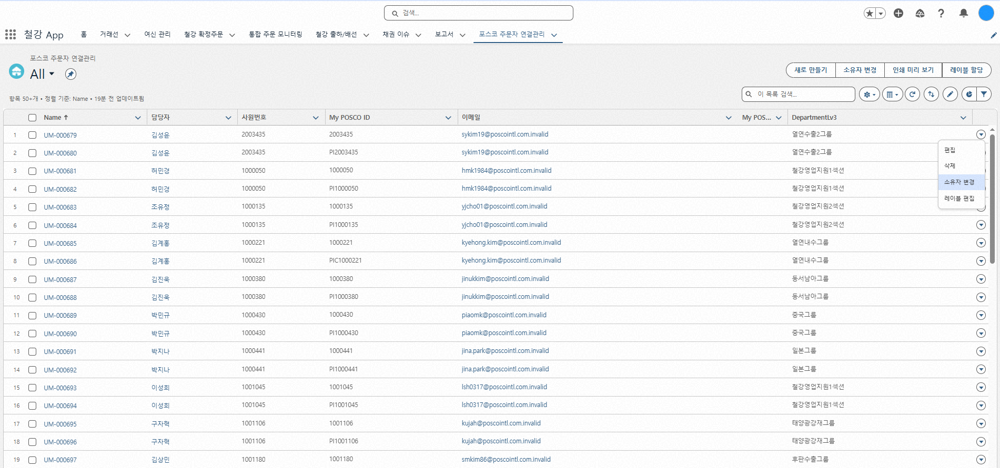 검색...
철강 App 홈 거래선 여신 관리 철강 확정주문 통합 주문 모니터링 철강 출하/배선 채권 이슈 보고서 포스코 주문자 연결관리
포스코 주문자 연결관리
All
새로 만들기 소유자 변경 인쇄 미리 보기 레이블 할당
항목 50+개 • 정렬 기준: Name • 19분 전 업데이트됨
이 목록 검색...
Name ↑ 담당자 사원번호 My POSCO ID 이메일 My POS... DepartmentLv3
1 UM-000679 김성윤 2003435 2003435 sykim19@poscointl.com.invalid 열연수출2그룹
2 UM-000680 김성윤 2003435 PI2003435 sykim19@poscointl.com.invalid 열연수출2그룹
3 UM-000681 허민경 1000050 1000050 hmk1984@poscointl.com.invalid 철강영업지원1섹션
4 UM-000682 허민경 1000050 PI1000050 hmk1984@poscointl.com.invalid 철강영업지원1섹션
5 UM-000683 조유정 1000135 1000135 yjcho01@poscointl.com.invalid 철강영업지원2섹션
6 UM-000684 조유정 1000135 PI1000135 yjcho01@poscointl.com.invalid 철강영업지원2섹션
7 UM-000685 김계홍 1000221 1000221 kyehong.kim@poscointl.com.invalid 열연내수그룹
8 UM-000686 김계홍 1000221 PIC1000221 kyehong.kim@poscointl.com.invalid 열연내수그룹
9 UM-000687 김진욱 1000380 1000380 jinukkim@poscointl.com.invalid 동서남아그룹
10 UM-000688 김진욱 1000380 PI1000380 jinukkim@poscointl.com.invalid 동서남아그룹
11 UM-000689 박민규 1000430 1000430 piaomk@poscointl.com.invalid 중국그룹
12 UM-000690 박민규 1000430 PI1000430 piaomk@poscointl.com.invalid 중국그룹
13 UM-000691 박지나 1000441 1000441 jina.park@poscointl.com.invalid 일본그룹
14 UM-000692 박지나 1000441 PI1000441 jina.park@poscointl.com.invalid 일본그룹
15 UM-000693 이성희 1001045 1001045 lsh0317@poscointl.com.invalid 철강영업지원1섹션
16 UM-000694 이성희 1001045 PI1001045 lsh0317@poscointl.com.invalid 철강영업지원1섹션
17 UM-000695 구자혁 1001106 1001106 kujah@poscointl.com.invalid 태양광강재그룹
18 UM-000696 구자혁 1001106 PI1001106 kujah@poscointl.com.invalid 태양광강재그룹
19 UM-000697 김상민 1001180 1001180 smkim86@poscointl.com.invalid 후판수출그룹
편집
삭제
소유자 변경
레이블 편집